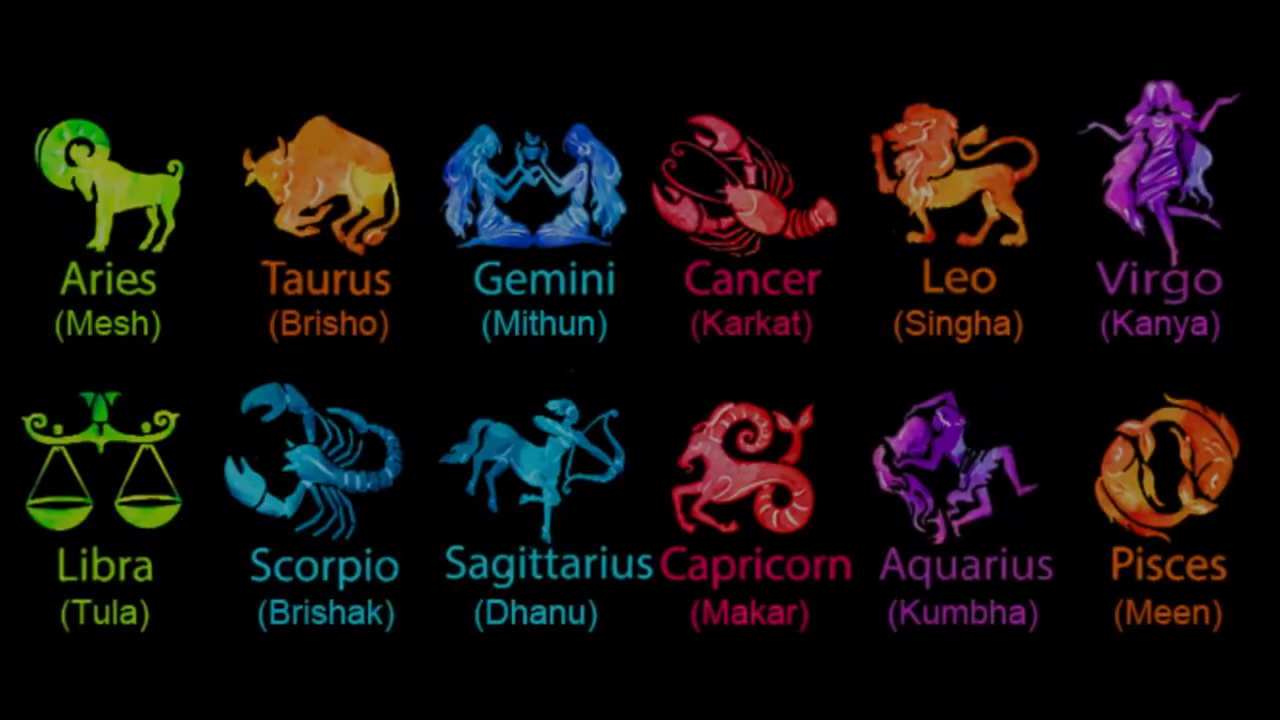 Aries Taurus Gemini Cancer Leo Virgo
(Mesh) (Brisho) (Mithun) (Karkat) (Singha) (Kanya)
Libra Scorpio Sagittarius Capricorn Aquarius Pisces
(Tula) (Brishak) (Dhanu) (Makar) (Kumbha) (Meen)